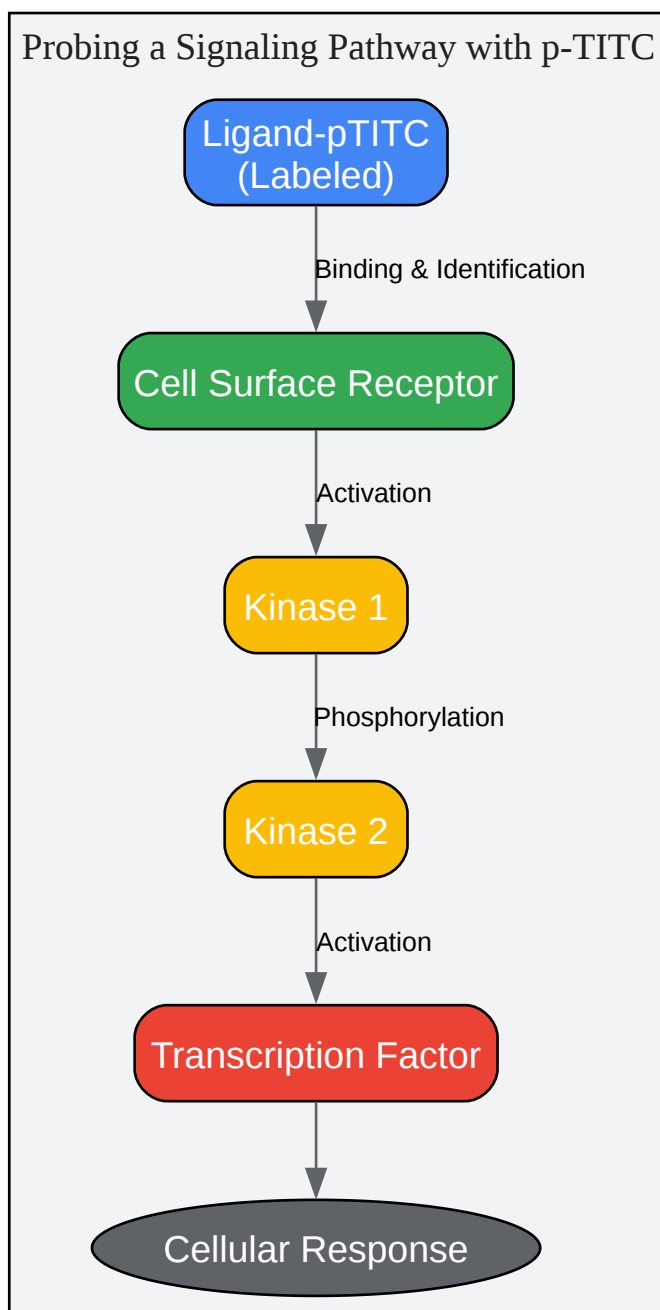 Probing a Signaling Pathway with p-TITC
Ligand-pTITC
(Labeled)
Binding & Identification
Cell Surface Receptor
Activation
Kinase 1
Phosphorylation
Kinase 2
Activation
Transcription Factor
Cellular Response